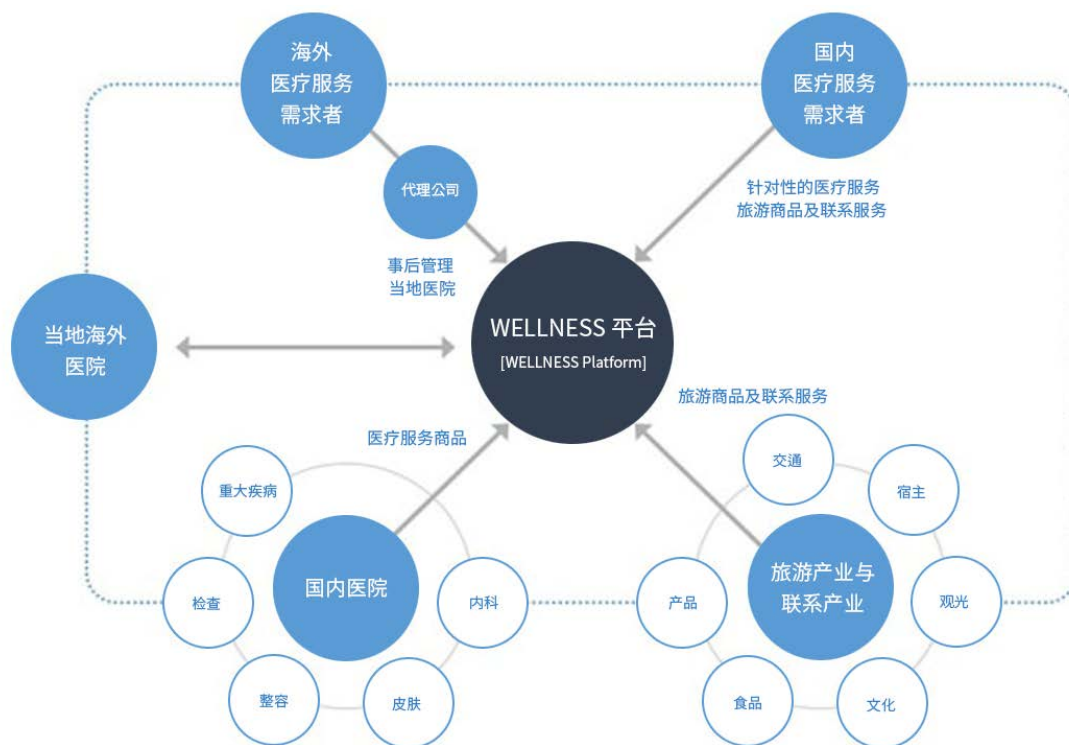 海外
医疗服务
需求者
国内
医疗服务
需求者
代理公司
针对性的医疗服务
旅游商品及联系服务
事后管理
当地医院
当地海外
医院
WELLNESS 平台
[WELLNESS Platform]
医疗服务商品
旅游商品及联系服务
重大疾病
检查
整容
皮肤
内科
国内医院
交通
宿主
观光
文化
食品
产品
旅游产业与
联系产业